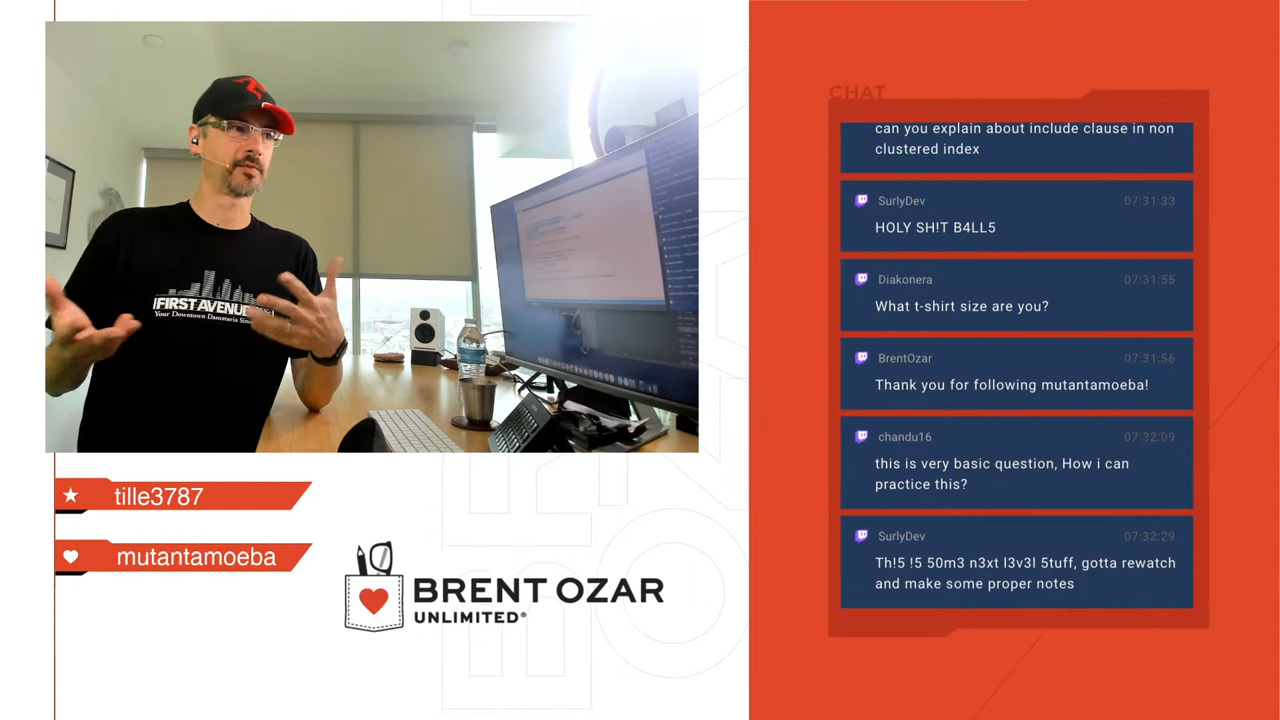 FIRST AVENUE
Your Downtown Danceteria
tille3787
mutantamoeba
BRENT OZAR
UNLIMITED®
CHAT
can you explain about include clause in non
clustered index
SurlyDev 07:31:33
HOLY SH!T B4LL5
Diakonera 07:31:55
What t-shirt size are you?
BrentOzar 07:31:56
Thank you for following mutantamoeba!
chandu16 07:32:09
this is very basic question, How i can
practice this?
SurlyDev 07:32:29
Th!5 !5 50m3 n3xt l3v3l 5tuff, gotta rewatch
and make some proper notes